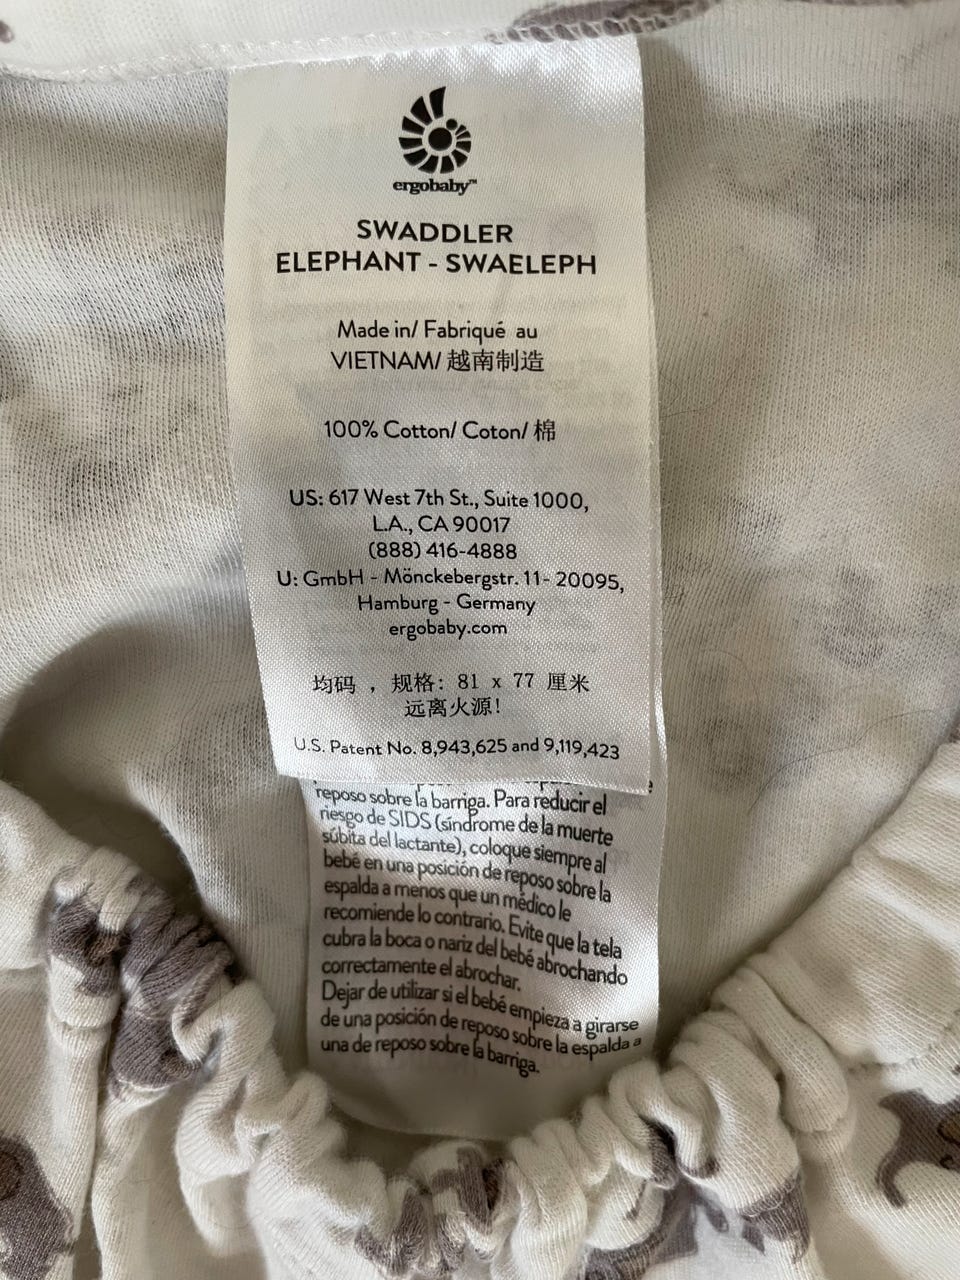 ergobaby™
SWADDLER
ELEPHANT - SWAELEPH
Made in/ Fabriqué au
VIETNAM/ 越南制造
100% Cotton/ Coton/ 棉
US: 617 West 7th St., Suite 1000,
L.A., CA 90017
(888) 416-4888
U: GmbH - Mönckebergstr. 11- 20095,
Hamburg - Germany
ergobaby.com
均码 ，规格: 81 x 77 厘米
远离火源!
U.S. Patent No. 8,943,625 and 9,119,423
reposo sobre la barriga. Para reducir el
riesgo de SIDS (síndrome de la muerte
súbita del lactante), coloque siempre al
bebé en una posición de reposo sobre la
espalda a menos que un médico le
recomiende lo contrario. Evite que la tela
cubra la boca o nariz del bebé abrochando
correctamente el abrochar.
Dejar de utilizar si el bebé empieza a girarse
de una posición de reposo sobre la espalda a
una de reposo sobre la barriga.